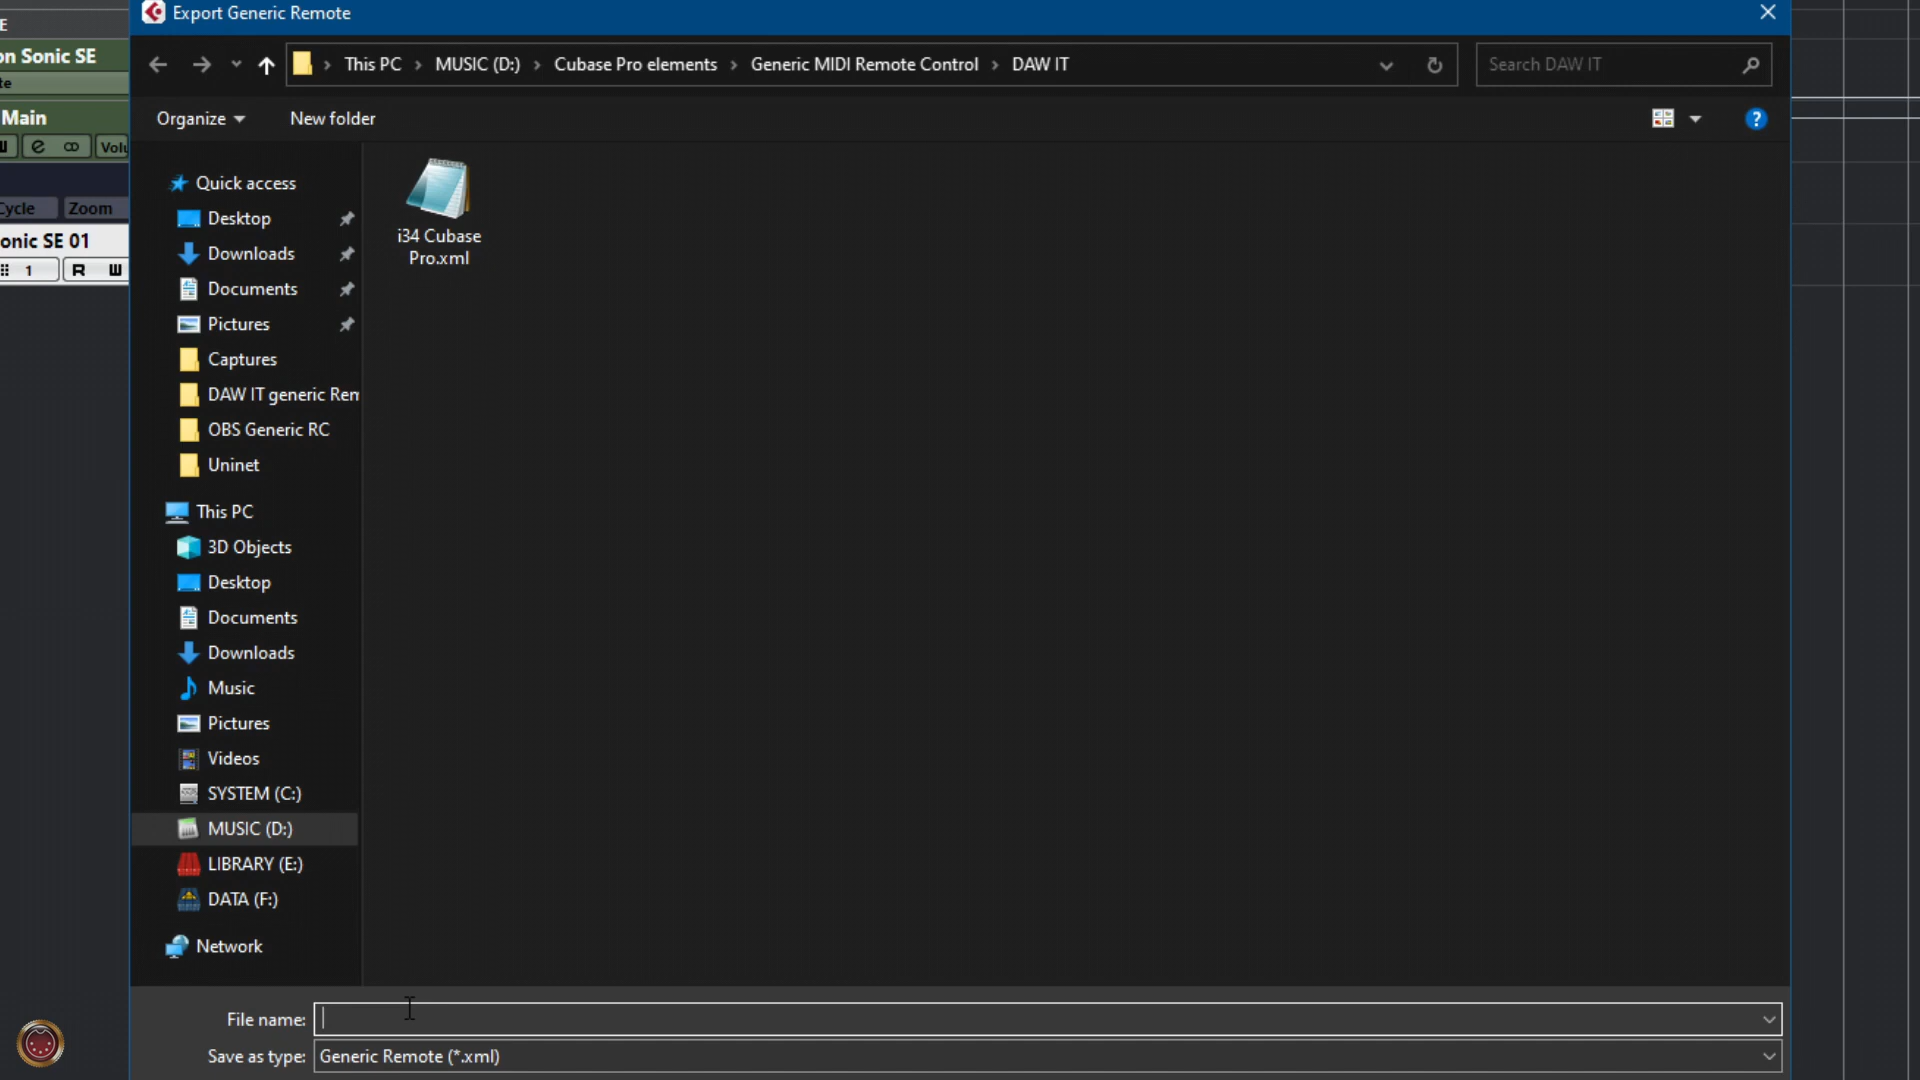 Export Generic Remote
This PC > MUSIC (D:) > Cubase Pro elements > Generic MIDI Remote Control > DAW IT
Search DAW IT
Organize
New folder
?
E
on Sonic SE
te
Main
W e Volu
Cycle Zoom
onic SE 01
1 R W
Quick access
Desktop
Downloads
Documents
Pictures
Captures
DAW IT generic Rem
OBS Generic RC
Uninet
This PC
3D Objects
Desktop
Documents
Downloads
Music
Pictures
Videos
SYSTEM (C:)
MUSIC (D:)
LIBRARY (E:)
DATA (F:)
Network
i34 Cubase
Pro.xml
File name:
Save as type: Generic Remote (*.xml)